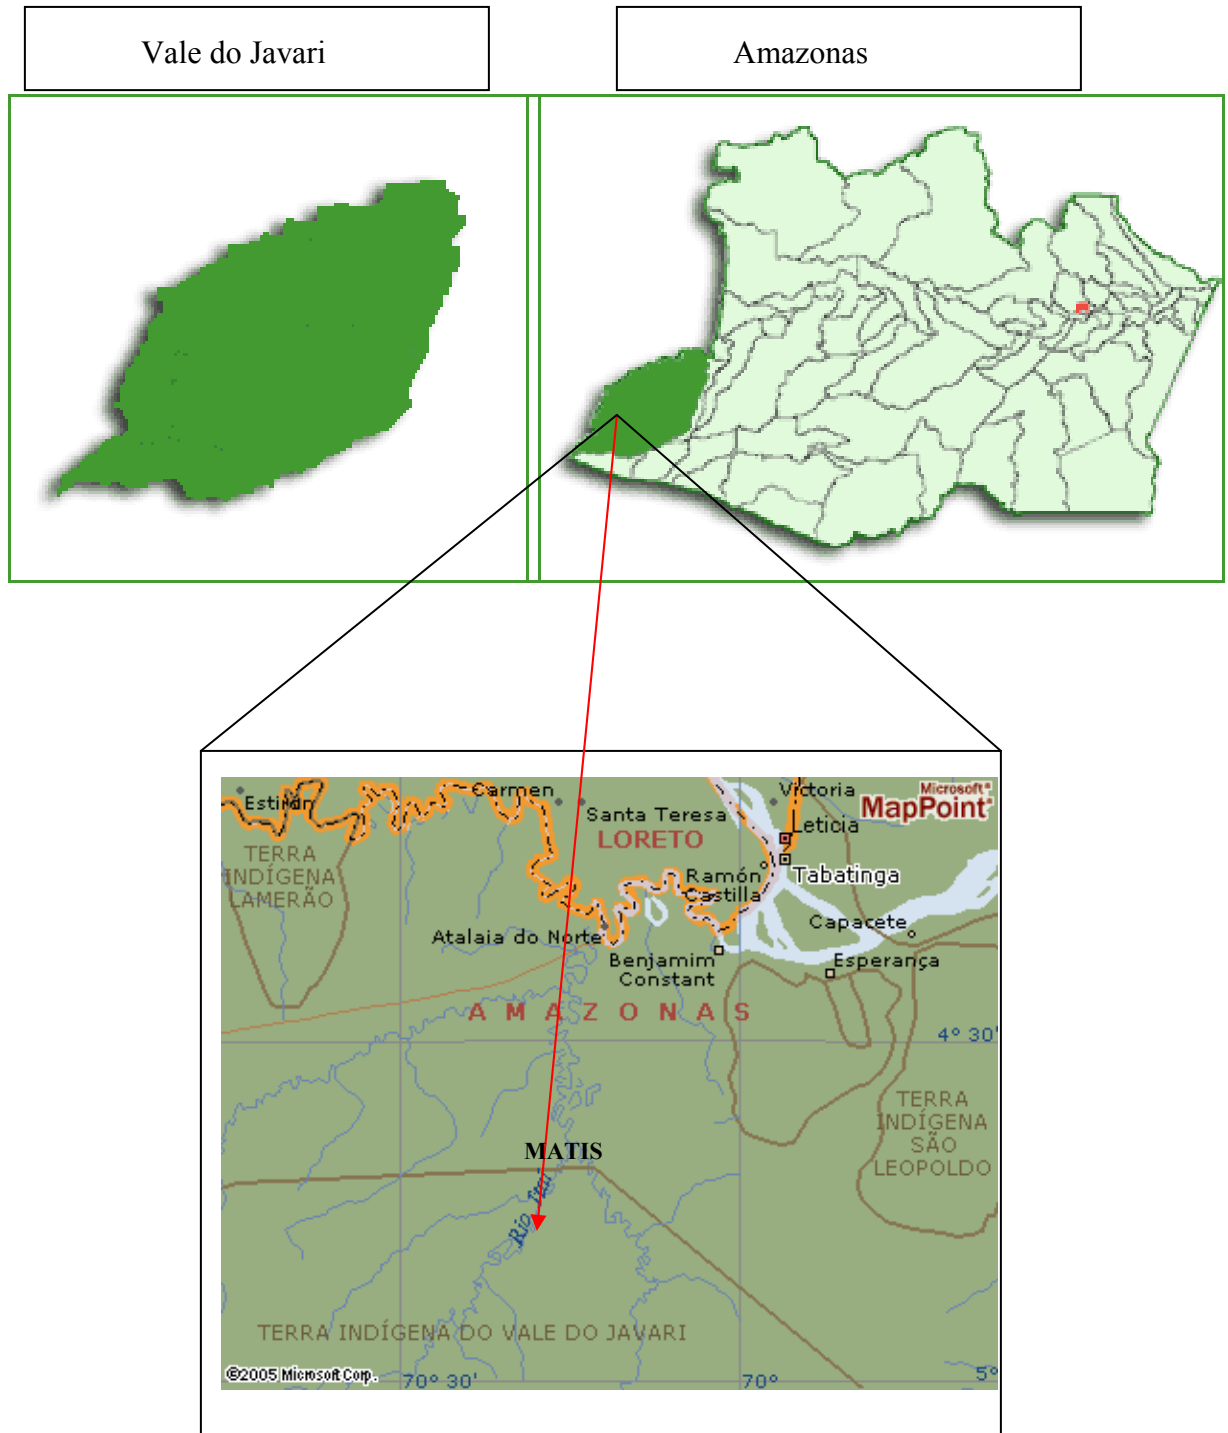 Vale do Javari
Amazonas
Microsoft®
MapPoint®
Estirón
Carmen
Santa Teresa
Victoria
LORETO
Leticia
TERRA
INDÍGENA
LAMERÃO
Ramón
Castilla
Tabatinga
Capacete
Atalaia do Norte
Benjamim
Constant
Esperança
AMAZONAS
4° 30'
TERRA
INDÍGENA
SÃO
LEOPOLDO
MATIS
Rio Ituí
TERRA INDÍGENA DO VALE DO JAVARI
©2005 Microsoft Corp.
70° 30'
70°
5°